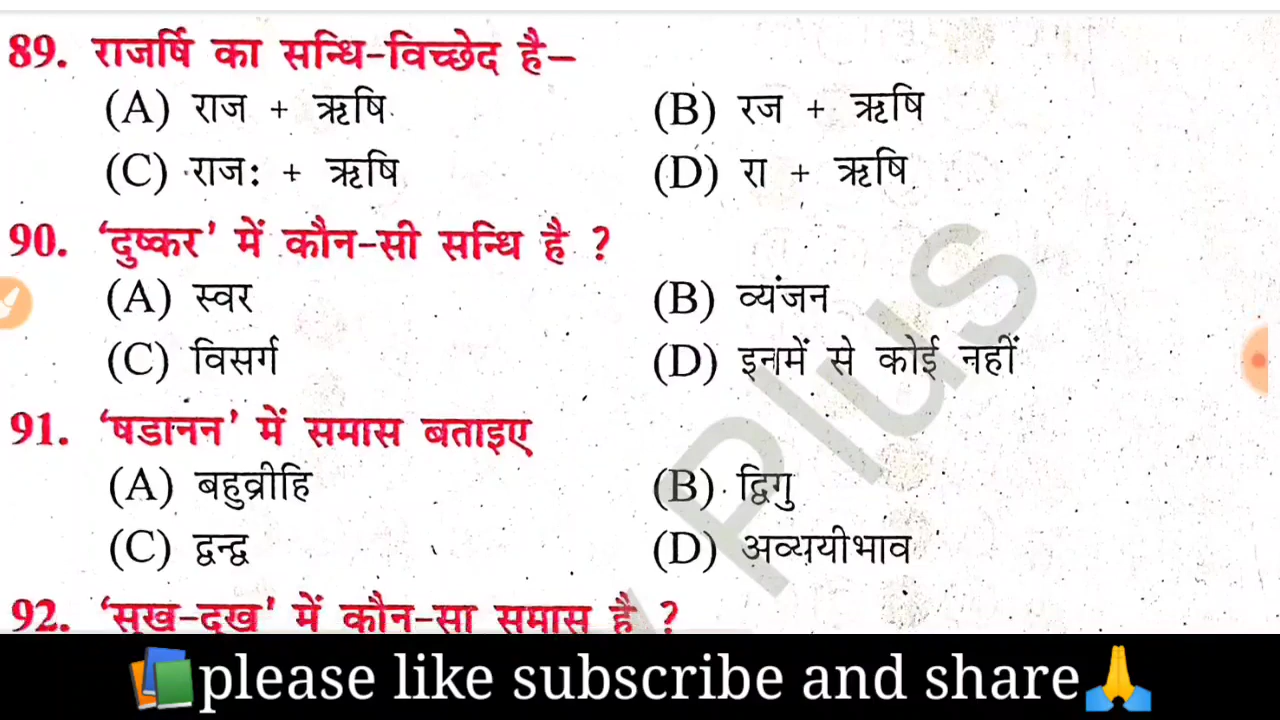 89. राजर्षि का सन्धि-विच्छेद है–
(A) राज + ऋषि (B) रज + ऋषि
(C) राजः + ऋषि (D) रा + ऋषि
90. ‘दुष्कर’ में कौन-सी सन्धि है ?
(A) स्वर (B) व्यंजन
(C) विसर्ग (D) इनमें से कोई नहीं
91. ‘षडानन’ में समास बताइए
(A) बहुव्रीहि (B) द्विगु
(C) द्वन्द्व (D) अव्ययीभाव
92. ‘सुख-दुख’ में कौन-सा समास है ?
Plus
please like subscribe and share